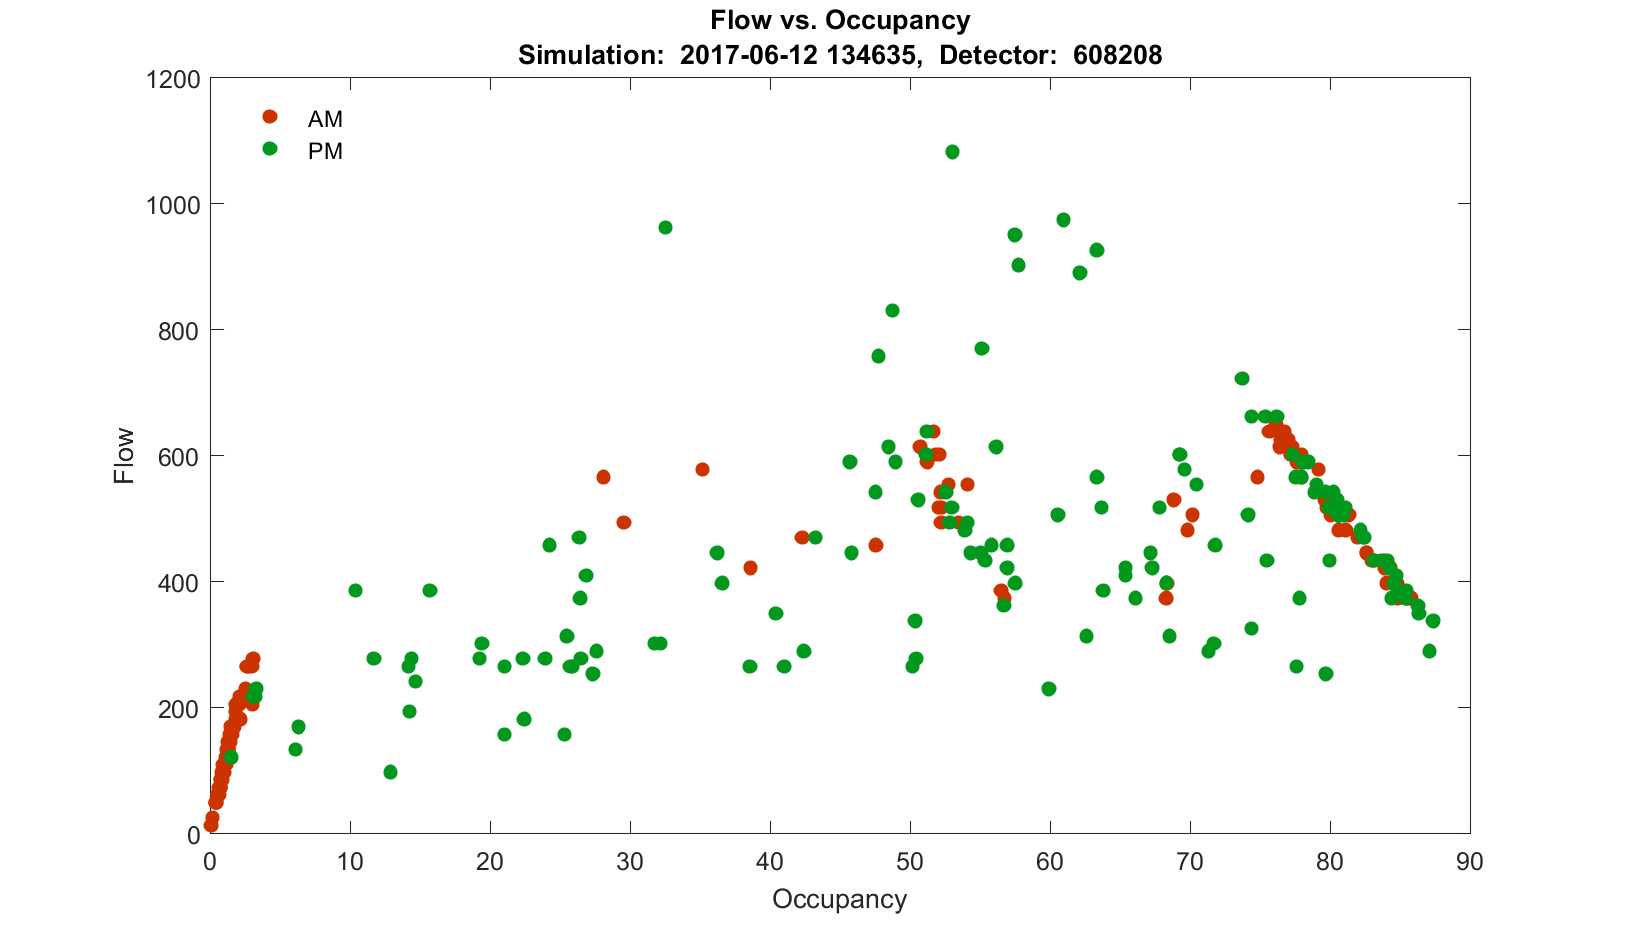 Flow vs. Occupancy
Simulation:  2017-06-12 134635,  Detector:  608208
1200
AM
PM
1000
800
600
Flow
400
200
0
0 10 20 30 40 50 60 70 80 90
Occupancy